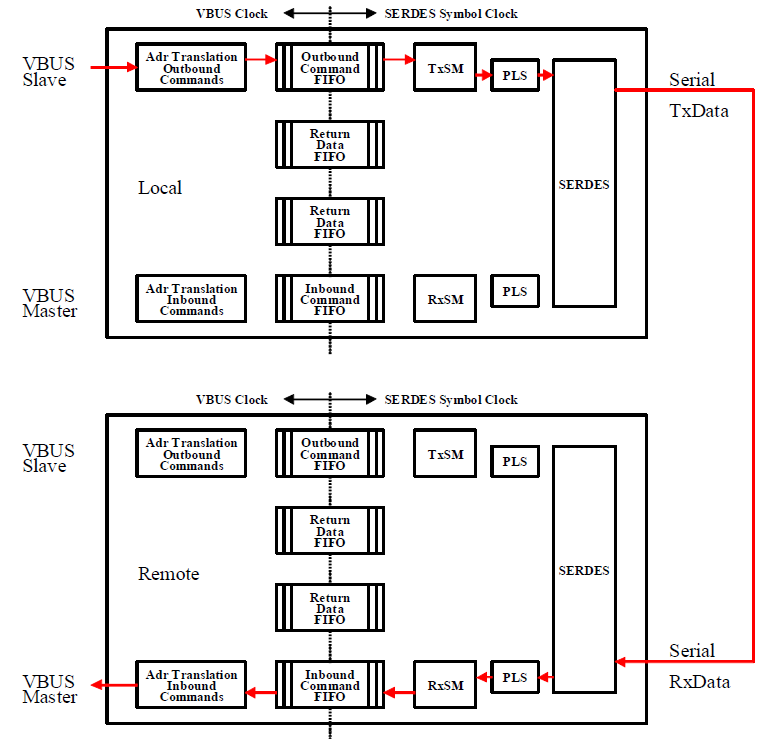 VBUS Clock
SERDES Symbol Clock
VBUS
Slave
Adr Translation
Outbound
Commands
Outbound
Command
FIFO
TxSM
PLS
SERDES
Serial
TxData
Return
Data
FIFO
Local
Return
Data
FIFO
VBUS
Master
Adr Translation
Inbound
Commands
Inbound
Command
FIFO
RxSM
PLS
VBUS Clock
SERDES Symbol Clock
VBUS
Slave
Adr Translation
Outbound
Commands
Outbound
Command
FIFO
TxSM
PLS
SERDES
Return
Data
FIFO
Remote
Return
Data
FIFO
VBUS
Master
Adr Translation
Inbound
Commands
Inbound
Command
FIFO
RxSM
PLS
Serial
RxData